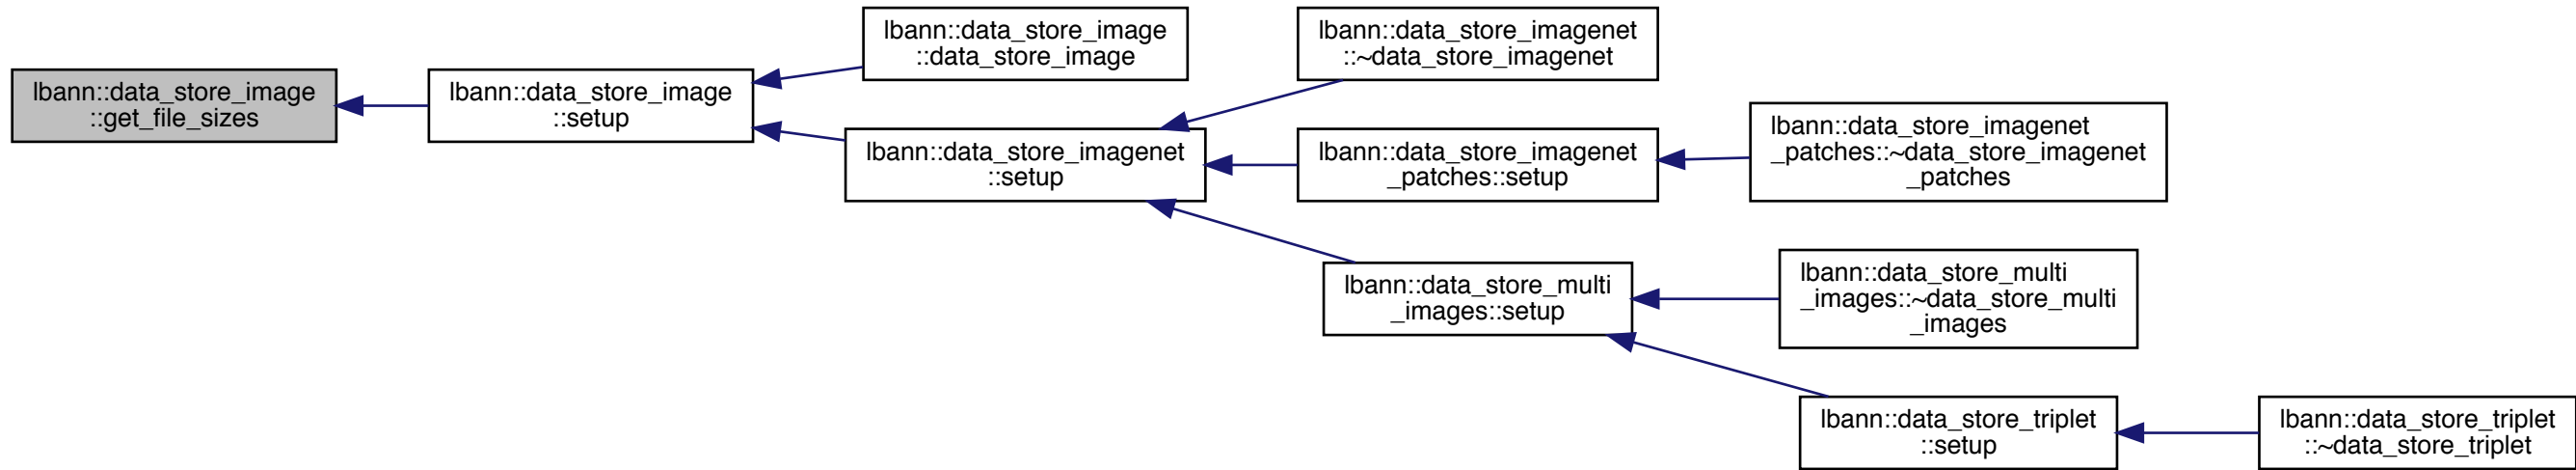 lbann::data_store_image
::get_file_sizes
lbann::data_store_image
::setup
lbann::data_store_image
::data_store_image
lbann::data_store_imagenet
::setup
lbann::data_store_imagenet
::~data_store_imagenet
lbann::data_store_imagenet
_patches::setup
lbann::data_store_imagenet
_patches::~data_store_imagenet
_patches
lbann::data_store_multi
_images::setup
lbann::data_store_multi
_images::~data_store_multi
_images
lbann::data_store_triplet
::setup
lbann::data_store_triplet
::~data_store_triplet